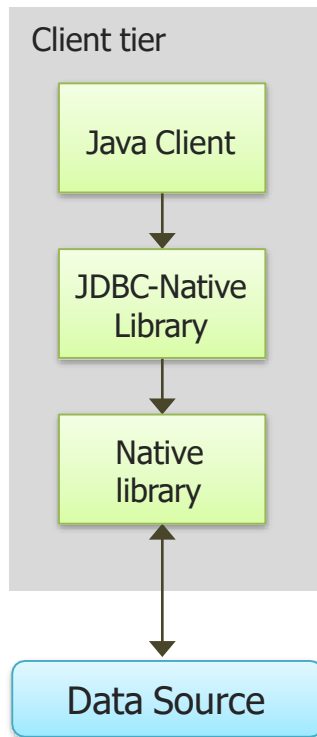 Client tier
Java Client
JDBC-Native
Library
Native
library
Data Source